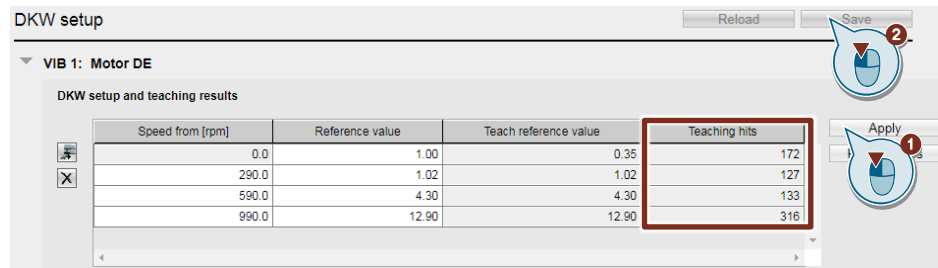 DKW setup
Reload
Save
2
VIB 1: Motor DE
DKW setup and teaching results
Speed from [rpm] Reference value Teach reference value Teaching hits
Apply
1
0.0 1.00 0.35 172
290.0 1.02 1.02 127
590.0 4.30 4.30 133
990.0 12.90 12.90 316